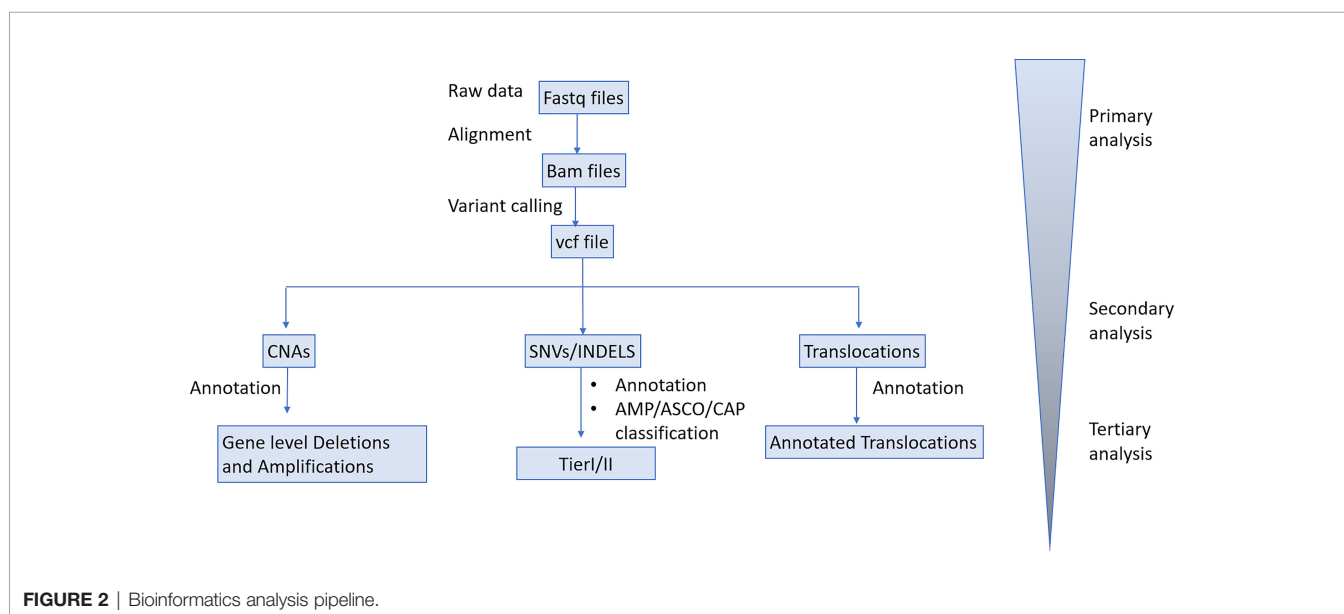 Raw data
Fastq files
Alignment
Bam files
Variant calling
vcf file
CNAs
SNVs/INDELS
Translocations
Annotation
• Annotation
• AMP/ASCO/CAP
classification
Annotation
Gene level Deletions
and Amplifications
TierI/II
Annotated Translocations
Primary
analysis
Secondary
analysis
Tertiary
analysis
FIGURE 2 | Bioinformatics analysis pipeline.